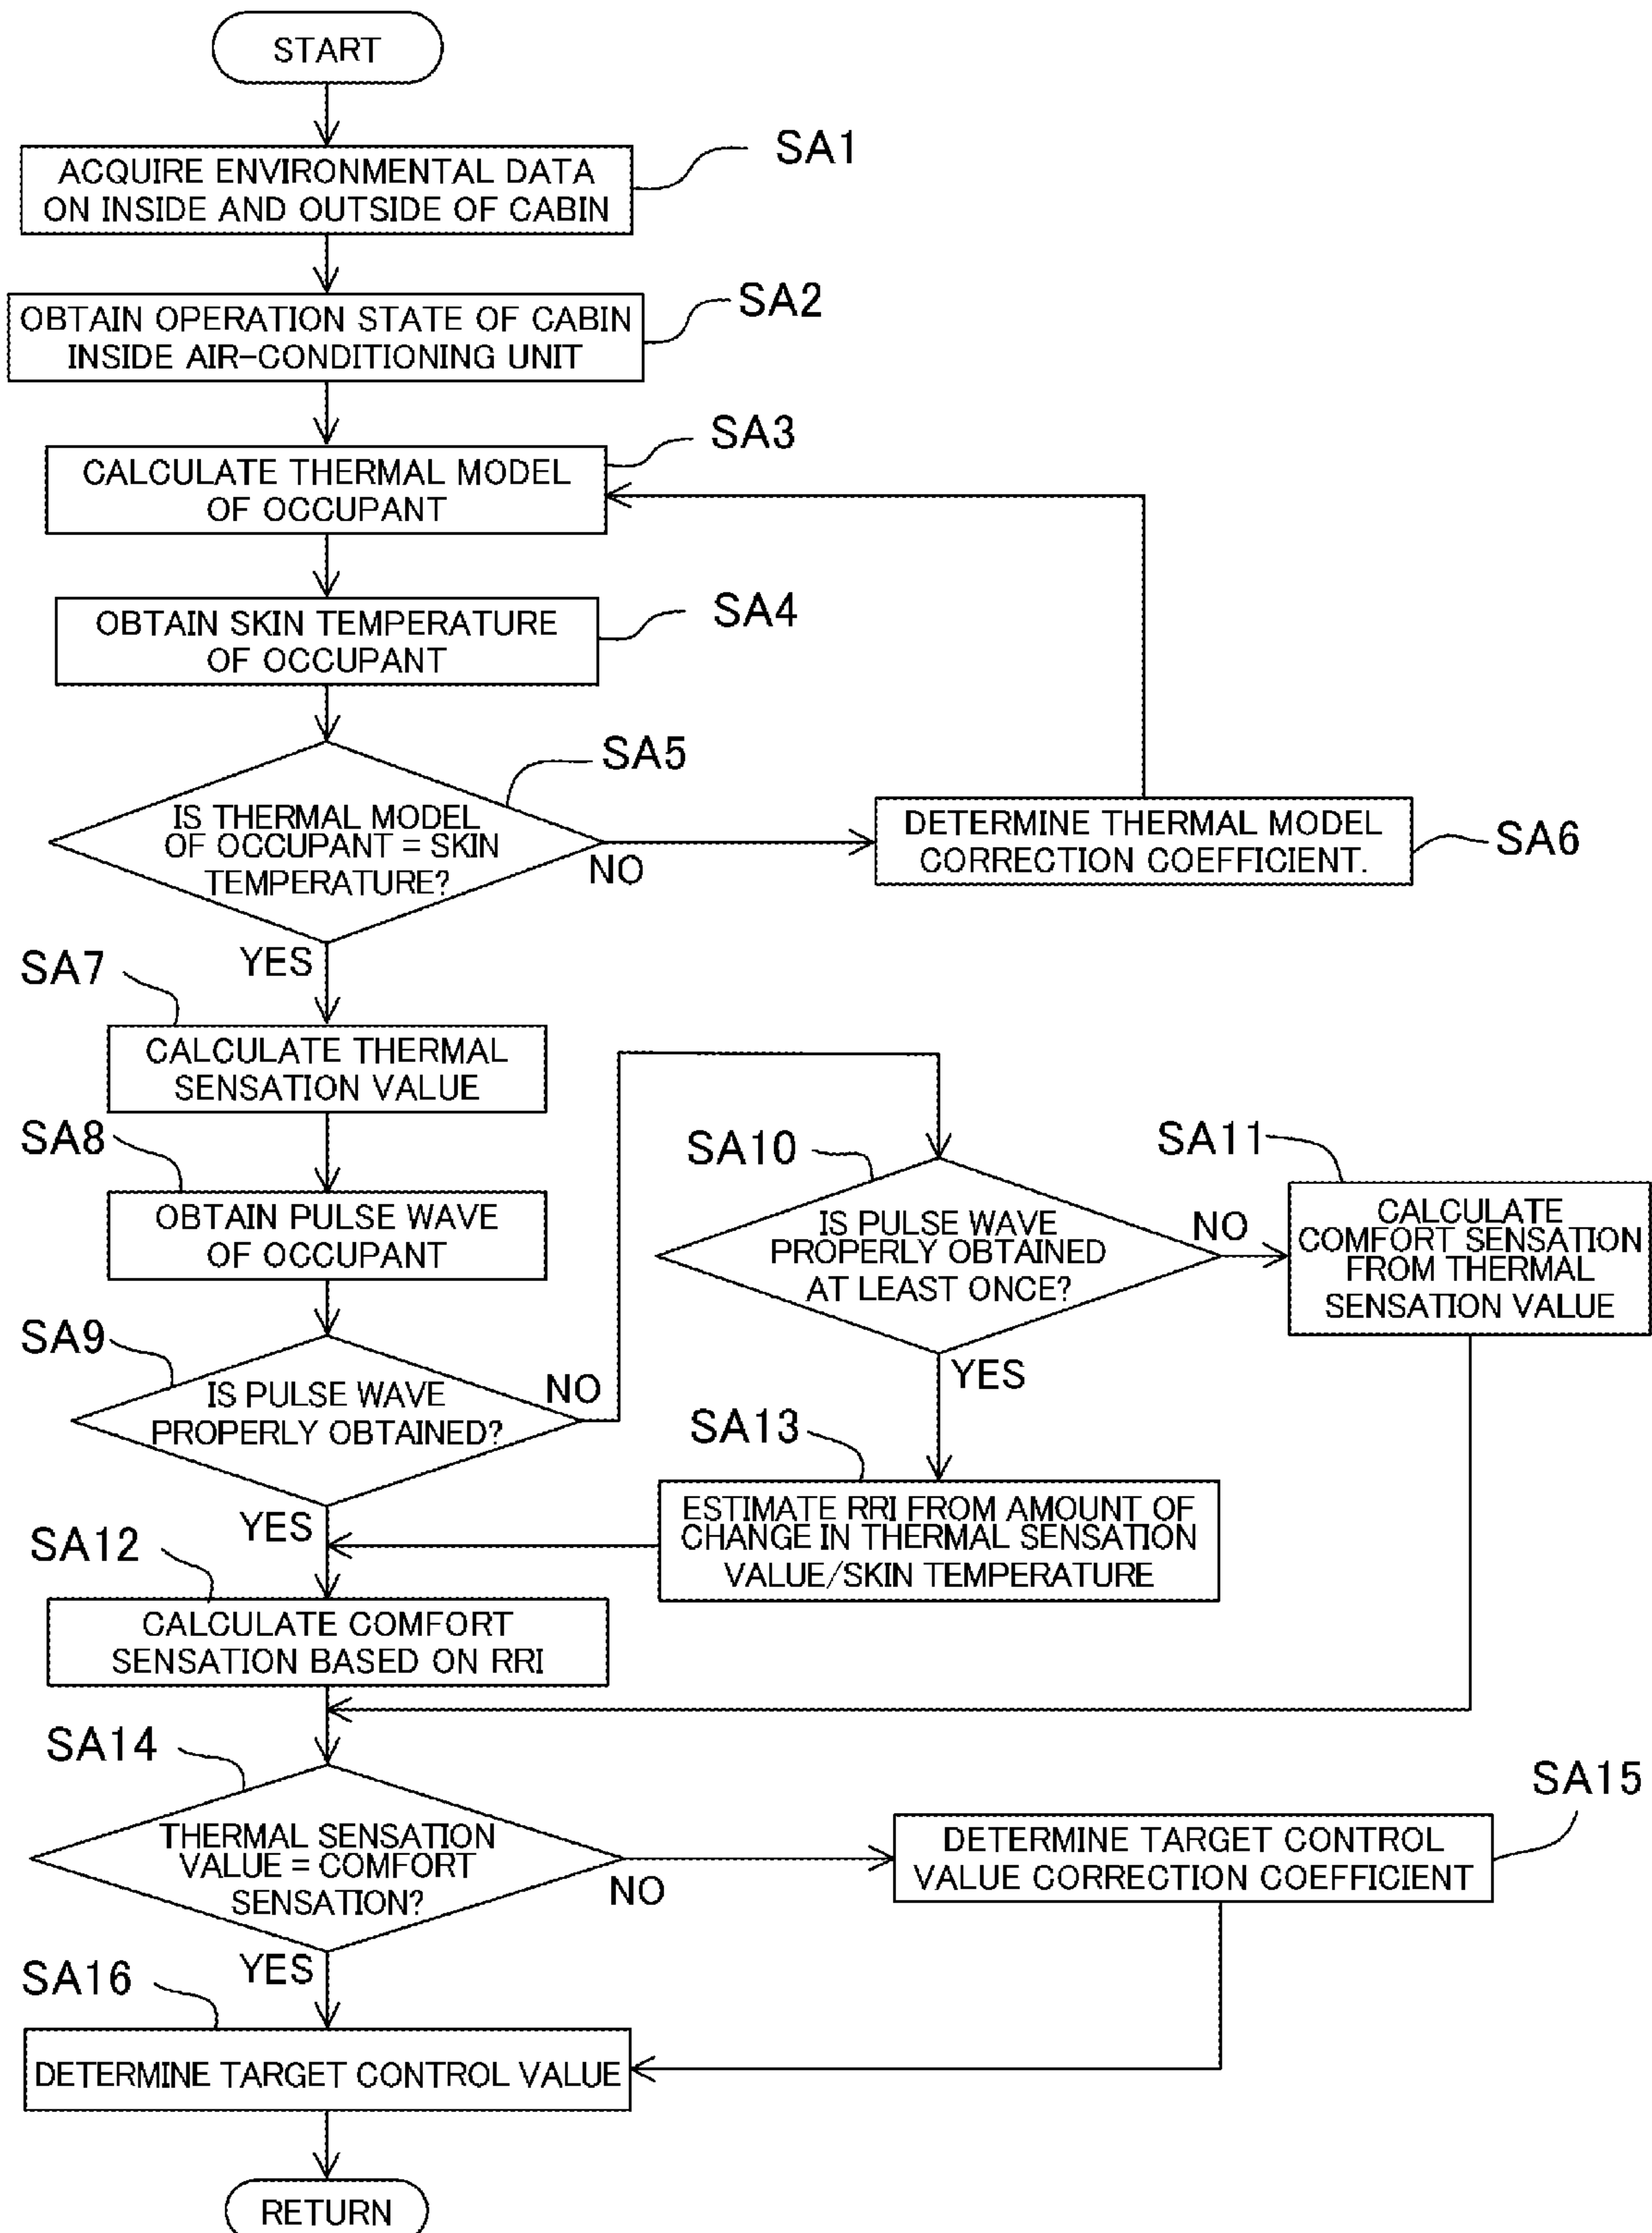 START
SA1
ACQUIRE ENVIRONMENTAL DATA
ON INSIDE AND OUTSIDE OF CABIN
SA2
OBTAIN OPERATION STATE OF CABIN
INSIDE AIR-CONDITIONING UNIT
SA3
CALCULATE THERMAL MODEL
OF OCCUPANT
SA4
OBTAIN SKIN TEMPERATURE
OF OCCUPANT
SA5
IS THERMAL MODEL
OF OCCUPANT = SKIN
TEMPERATURE?
NO
DETERMINE THERMAL MODEL
CORRECTION COEFFICIENT.
SA6
YES
SA7
CALCULATE THERMAL
SENSATION VALUE
SA8
OBTAIN PULSE WAVE
OF OCCUPANT
SA9
IS PULSE WAVE
PROPERLY OBTAINED?
NO
SA10
IS PULSE WAVE
PROPERLY OBTAINED
AT LEAST ONCE?
NO
SA11
CALCULATE
COMFORT SENSATION
FROM THERMAL
SENSATION VALUE
YES
SA13
ESTIMATE RRI FROM AMOUNT OF
CHANGE IN THERMAL SENSATION
VALUE/SKIN TEMPERATURE
YES
SA12
CALCULATE COMFORT
SENSATION BASED ON RRI
SA14
THERMAL SENSATION
VALUE = COMFORT
SENSATION?
NO
SA15
DETERMINE TARGET CONTROL
VALUE CORRECTION COEFFICIENT
YES
SA16
DETERMINE TARGET CONTROL VALUE
RETURN